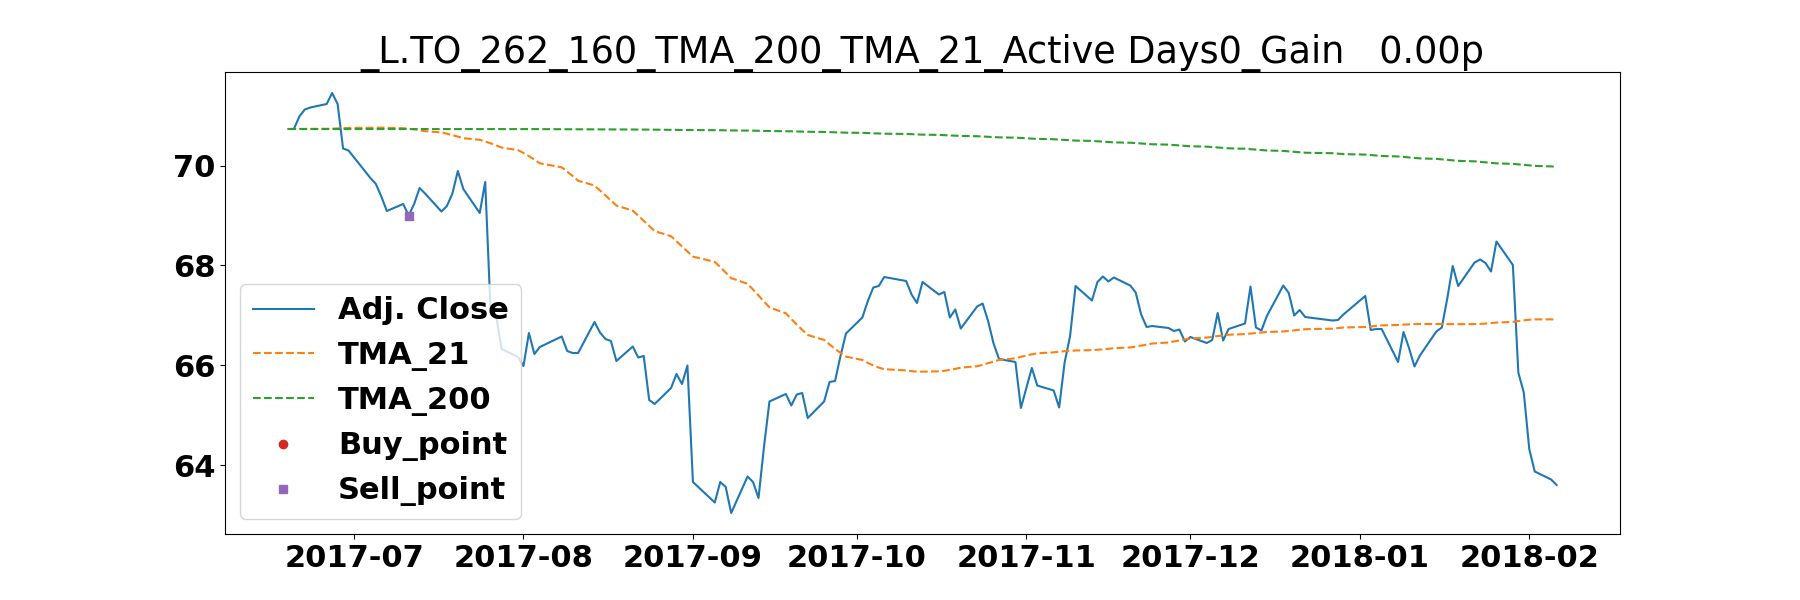 _L.TO_262_160_TMA_200_TMA_21_Active Days0_Gain   0.00p
70
68
66
64
Adj. Close
TMA_21
TMA_200
Buy_point
Sell_point
2017-07 2017-08 2017-09 2017-10 2017-11 2017-12 2018-01 2018-02